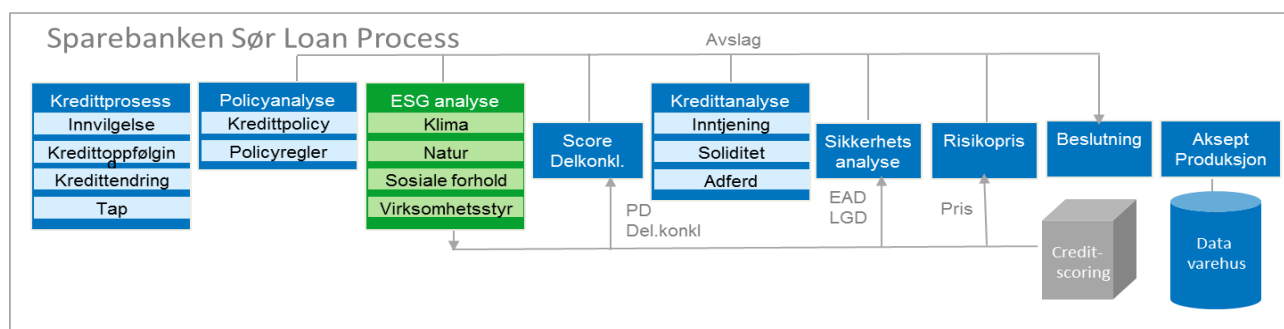 Sparebanken Sør Loan Process
Avslag
Kredittprosess
Innvilgelse
Kredittoppfølgin
d
Kredittendring
Tap
Policyanalyse
Kredittpolicy
Policyregler
ESG analyse
Klima
Natur
Sosiale forhold
Virksomhetsstyr
Score
Delkonkl.
PD
Del.konkl
Kredittanalyse
Inntjening
Soliditet
Adferd
Sikkerhets
analyse
EAD
LGD
Risikopris
Pris
Beslutning
Credit-
scoring
Aksept
Produksjon
Data
varehus